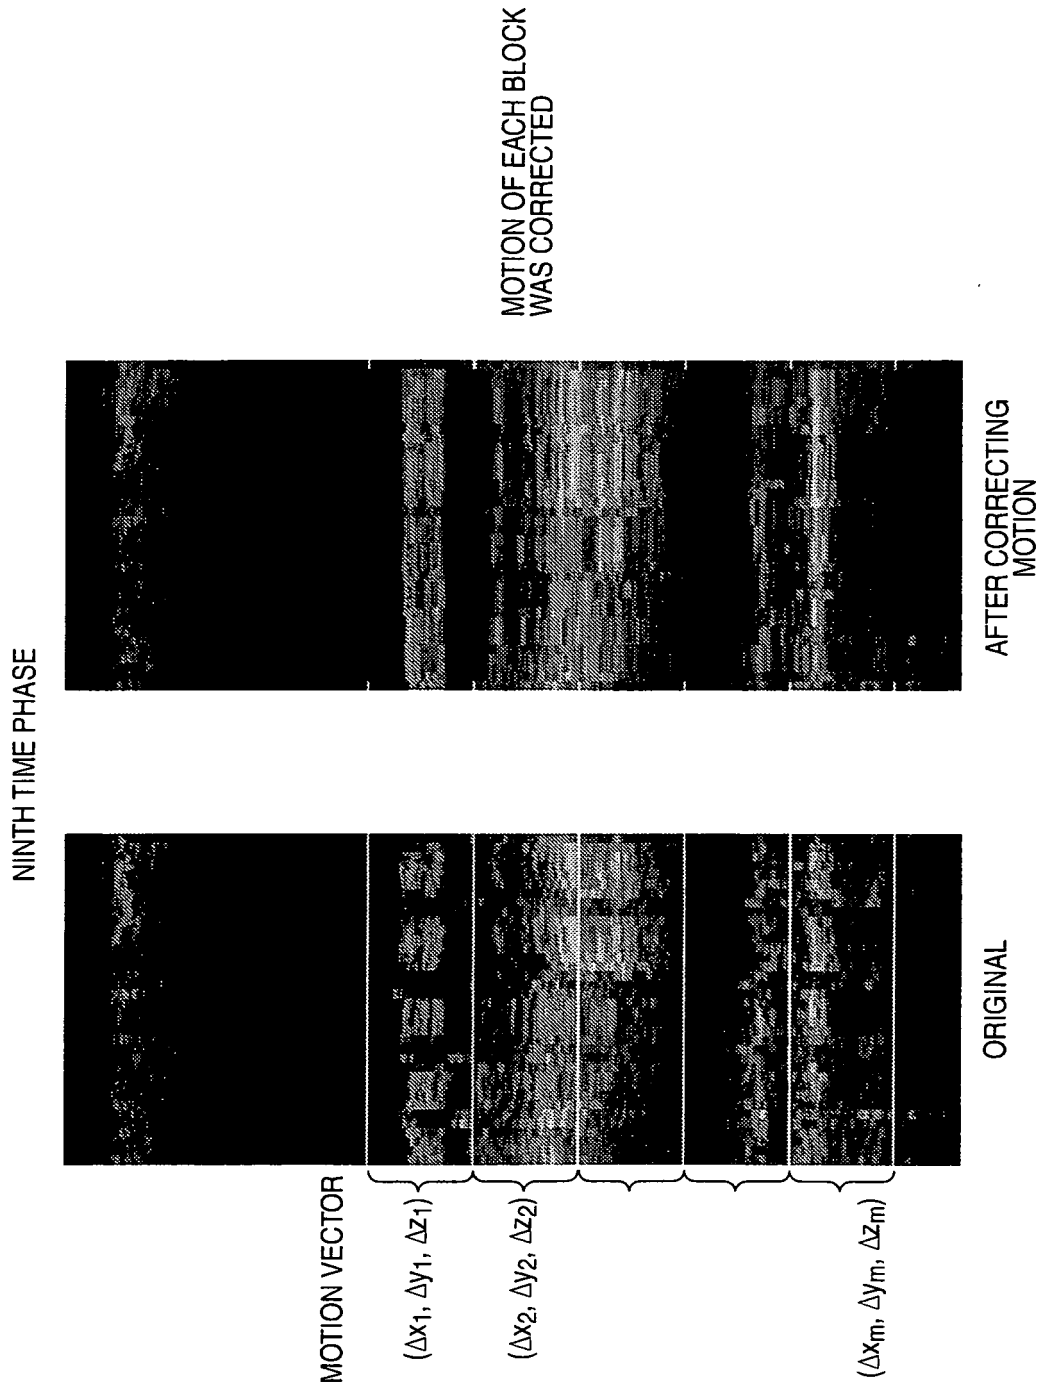 NINTH TIME PHASE
MOTION VECTOR
(Δx1, Δy1, Δz1)
(Δx2, Δy2, Δz2)
(Δxm, Δym, Δzm)
ORIGINAL
AFTER CORRECTING
MOTION
MOTION OF EACH BLOCK
WAS CORRECTED